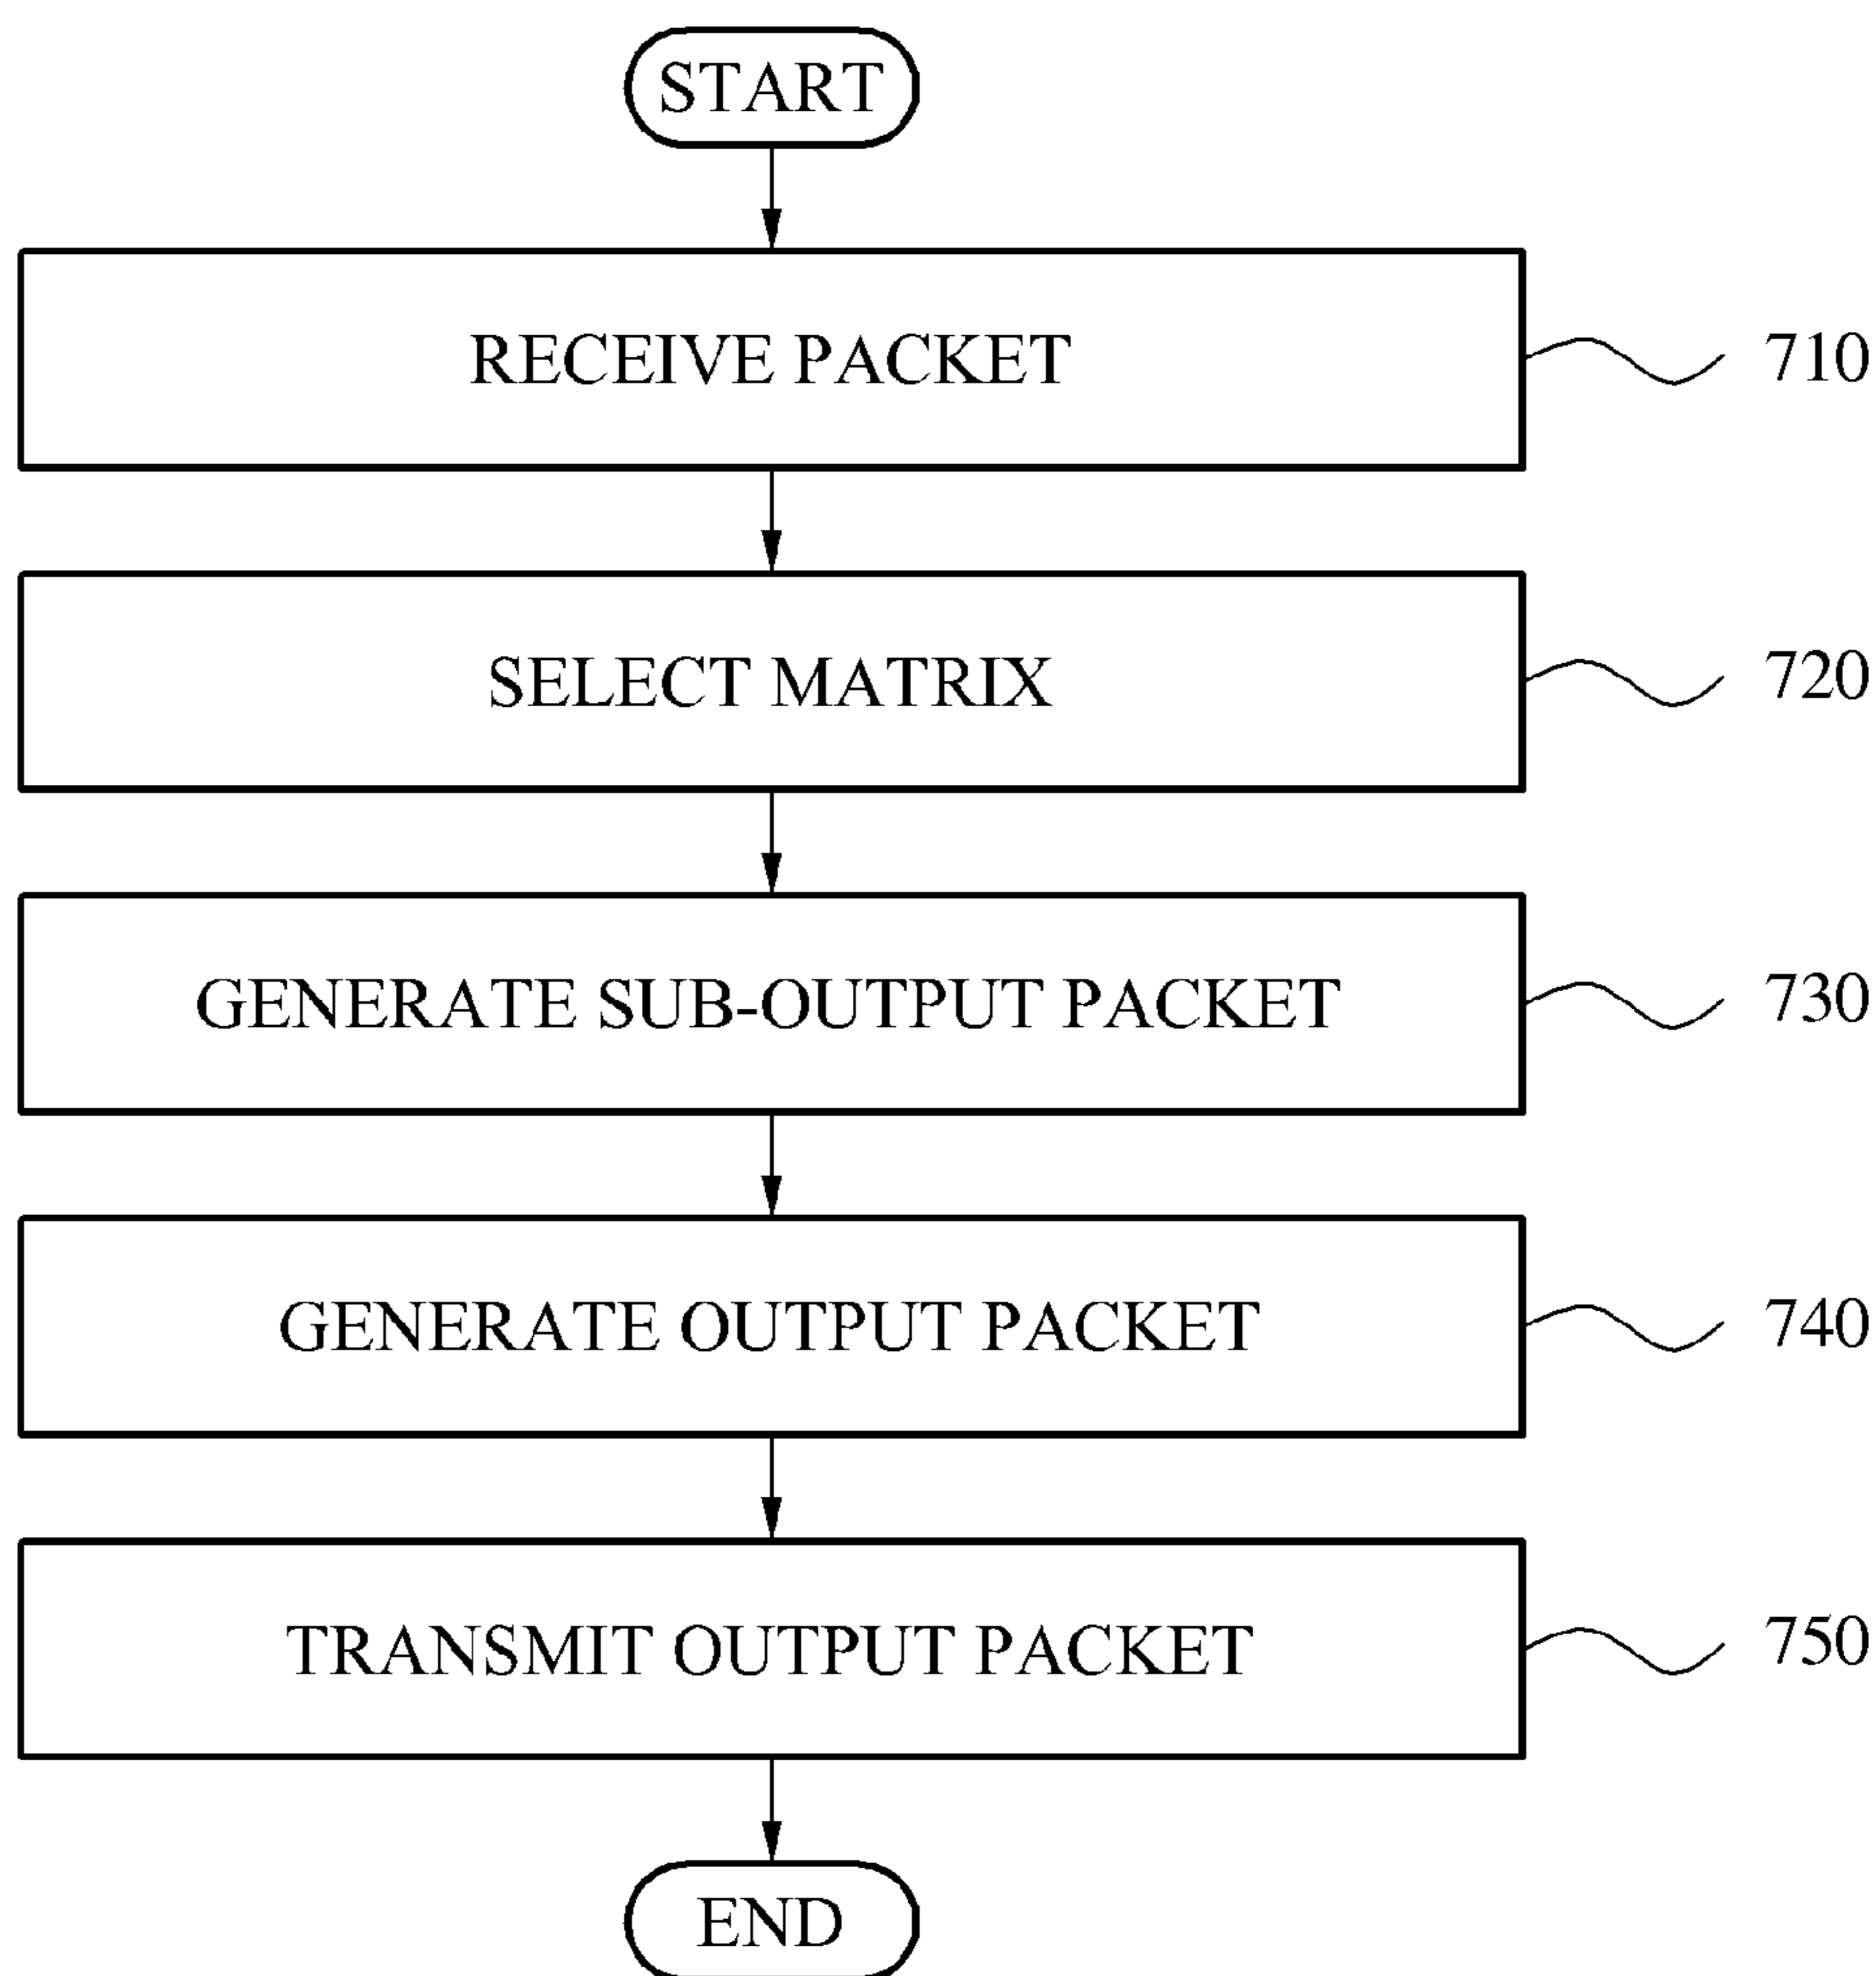 START
RECEIVE PACKET
710
SELECT MATRIX
720
GENERATE SUB-OUTPUT PACKET
730
GENERATE OUTPUT PACKET
740
TRANSMIT OUTPUT PACKET
750
END